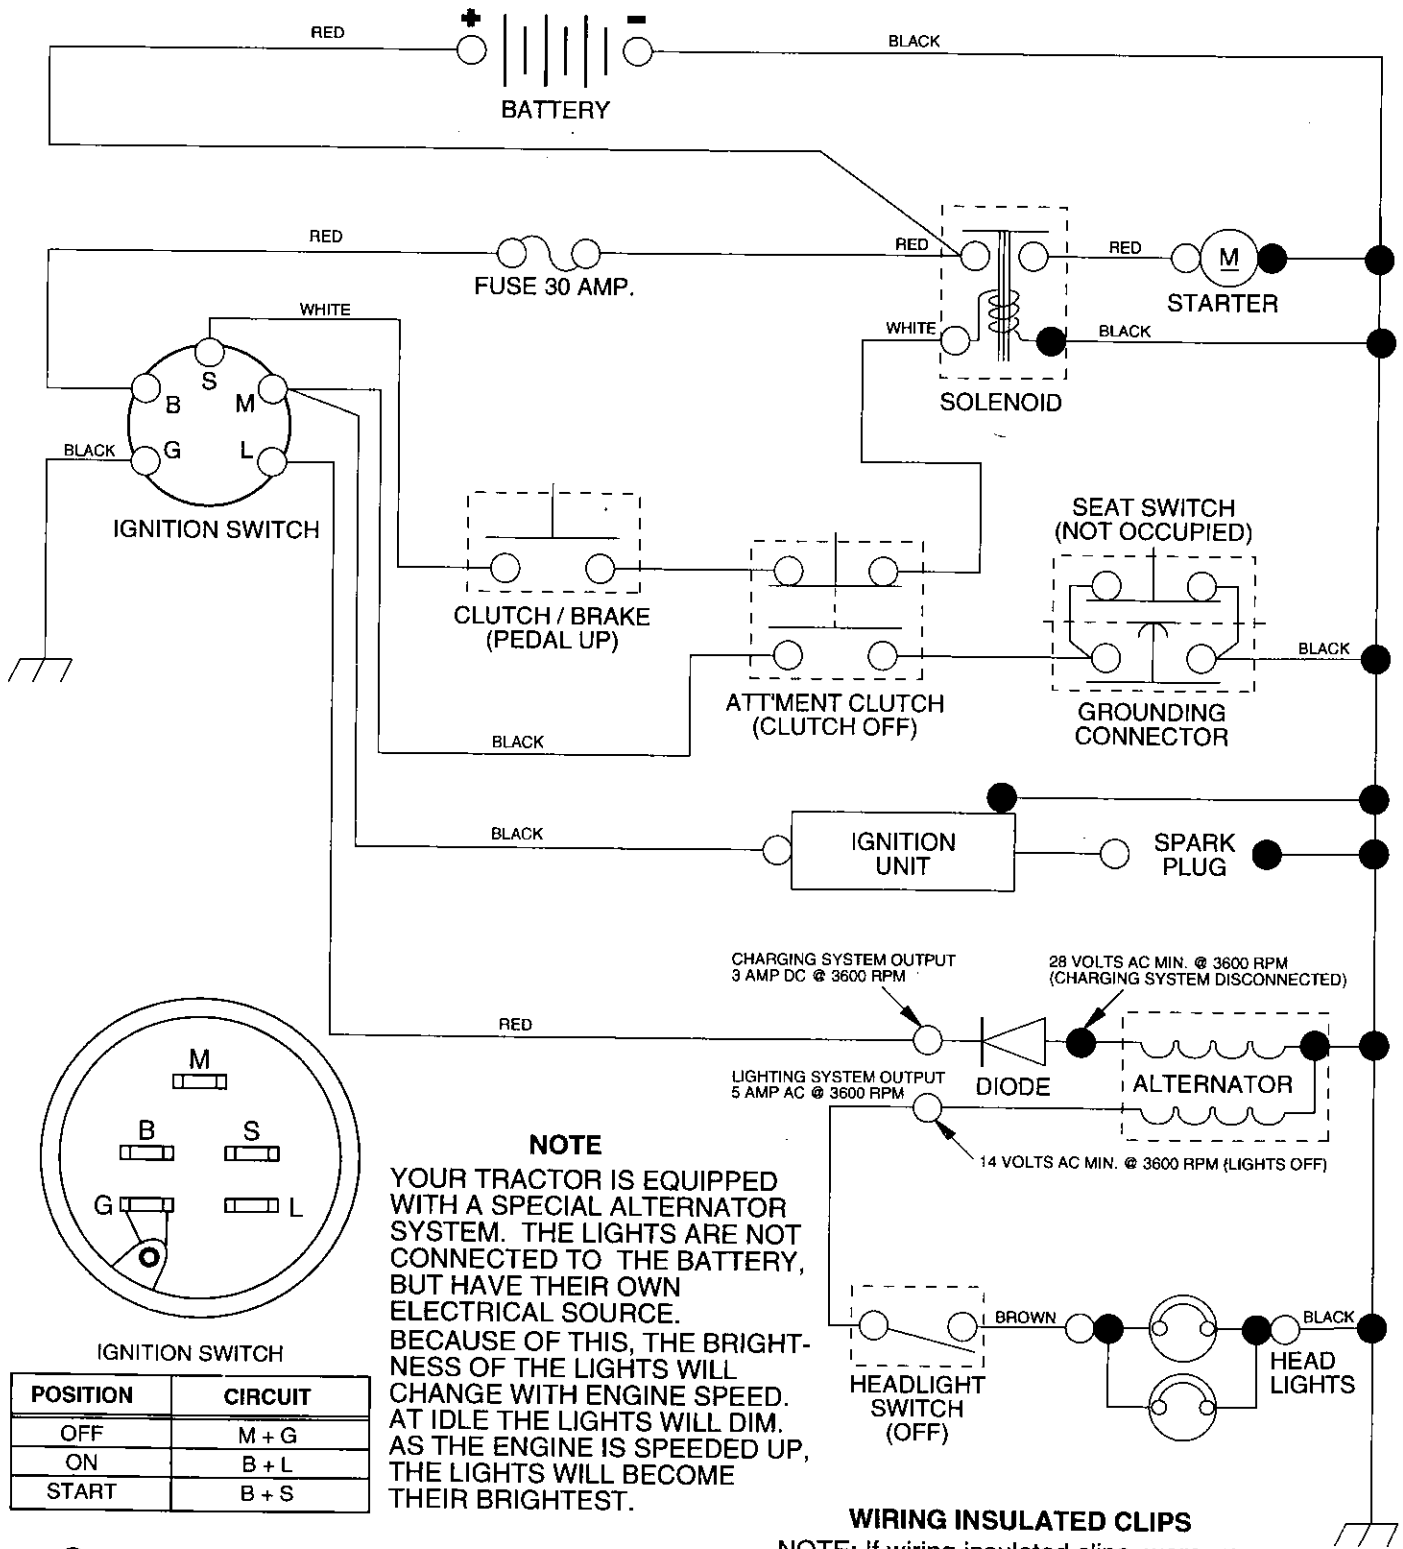 + -
RED
BLACK
BATTERY
RED
RED
RED
FUSE 30 AMP.
M
STARTER
WHITE
WHITE
BLACK
SOLENOID
S
B
M
G
L
BLACK
IGNITION SWITCH
SEAT SWITCH
(NOT OCCUPIED)
CLUTCH / BRAKE
(PEDAL UP)
BLACK
ATT'MENT CLUTCH
(CLUTCH OFF)
GROUNDING
CONNECTOR
BLACK
BLACK
IGNITION
UNIT
SPARK
PLUG
CHARGING SYSTEM OUTPUT
3 AMP DC @ 3600 RPM
28 VOLTS AC MIN. @ 3600 RPM
(CHARGING SYSTEM DISCONNECTED)
RED
DIODE
ALTERNATOR
LIGHTING SYSTEM OUTPUT
5 AMP AC @ 3600 RPM
14 VOLTS AC MIN. @ 3600 RPM (LIGHTS OFF)
M
B
S
G
L
IGNITION SWITCH
POSITION CIRCUIT
OFF M + G
ON B + L
START B + S
NOTE
YOUR TRACTOR IS EQUIPPED
WITH A SPECIAL ALTERNATOR
SYSTEM. THE LIGHTS ARE NOT
CONNECTED TO THE BATTERY,
BUT HAVE THEIR OWN
ELECTRICAL SOURCE.
BECAUSE OF THIS, THE BRIGHT-
NESS OF THE LIGHTS WILL
CHANGE WITH ENGINE SPEED.
AT IDLE THE LIGHTS WILL DIM.
AS THE ENGINE IS SPEEDED UP,
THE LIGHTS WILL BECOME
THEIR BRIGHTEST.
BROWN
BLACK
HEADLIGHT
SWITCH
(OFF)
HEAD
LIGHTS
WIRING INSULATED CLIPS
NOTE: If wiring insulated clips